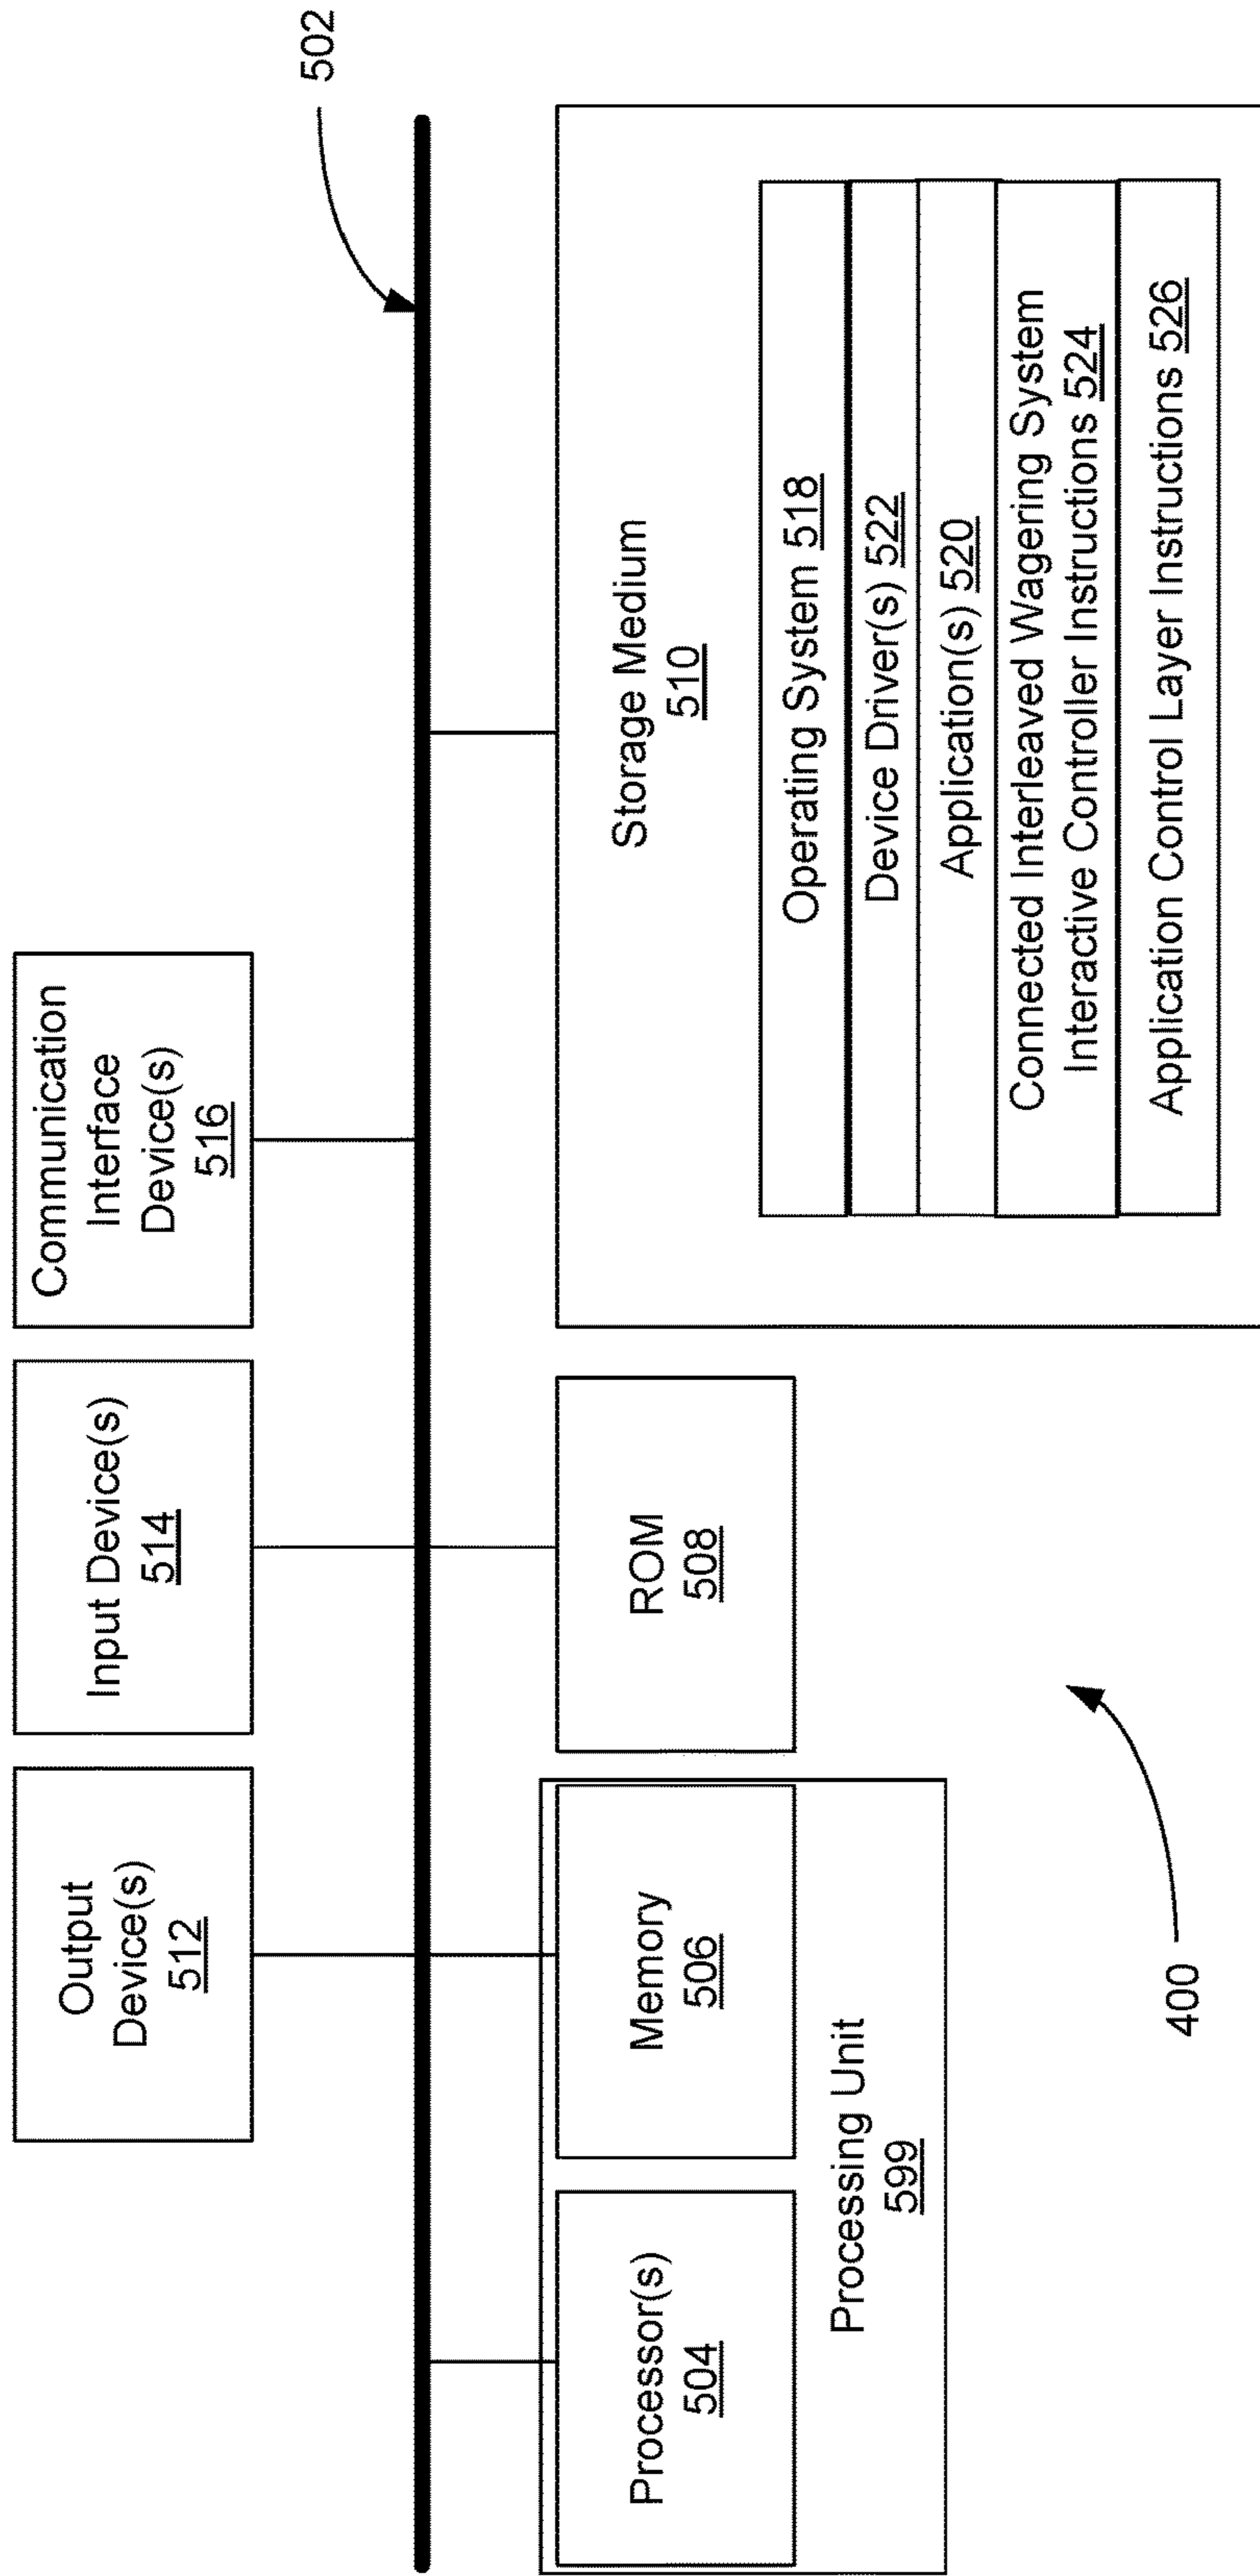 Output
Device(s)
512
Input Device(s)
514
Communication
Interface
Device(s)
516
502
Processor(s)
504
Memory
506
Processing Unit
599
ROM
508
Storage Medium
510
Operating System 518
Device Driver(s) 522
Application(s) 520
Connected Interleaved Wagering System
Interactive Controller Instructions 524
Application Control Layer Instructions 526
400